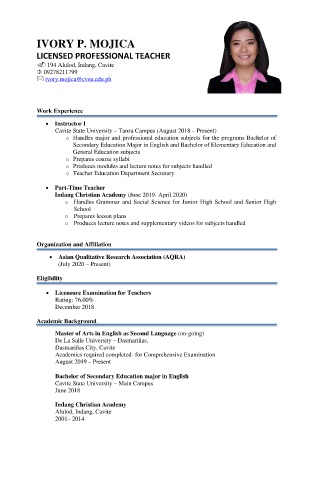 IVORY P. MOJICA
LICENSED PROFESSIONAL TEACHER
194 Alulod, Indang, Cavite
09278211799
ivory.mojica@cvsu.edu.ph
Work Experience
• Instructor I
Cavite State University – Tanza Campus (August 2018 – Present)
o Handles major and professional education subjects for the programs Bachelor of
Secondary Education Major in English and Bachelor of Elementary Education and
General Education subjects
o Prepares course syllabi
o Produces modules and lecture notes for subjects handled
o Teacher Education Department Secretary
• Part-Time Teacher
Indang Christian Academy (June 2019- April 2020)
o Handles Grammar and Social Science for Junior High School and Senior High
School
o Prepares lesson plans
o Produces lecture notes and supplementary videos for subjects handled
Organization and Affiliation
• Asian Qualitative Research Association (AQRA)
(July 2020 – Present)
Eligibility
• Licensure Examination for Teachers
Rating: 76.00%
December 2018
Academic Background
Master of Arts in English as Second Language (on-going)
De La Salle University – Dasmariñas,
Dasmariñas City, Cavite
Academics required completed- for Comprehensive Examination
August 2019 – Present
Bachelor of Secondary Education major in English
Cavite State University – Main Campus
June 2018
Indang Christian Academy
Alulod, Indang, Cavite
2001- 2014